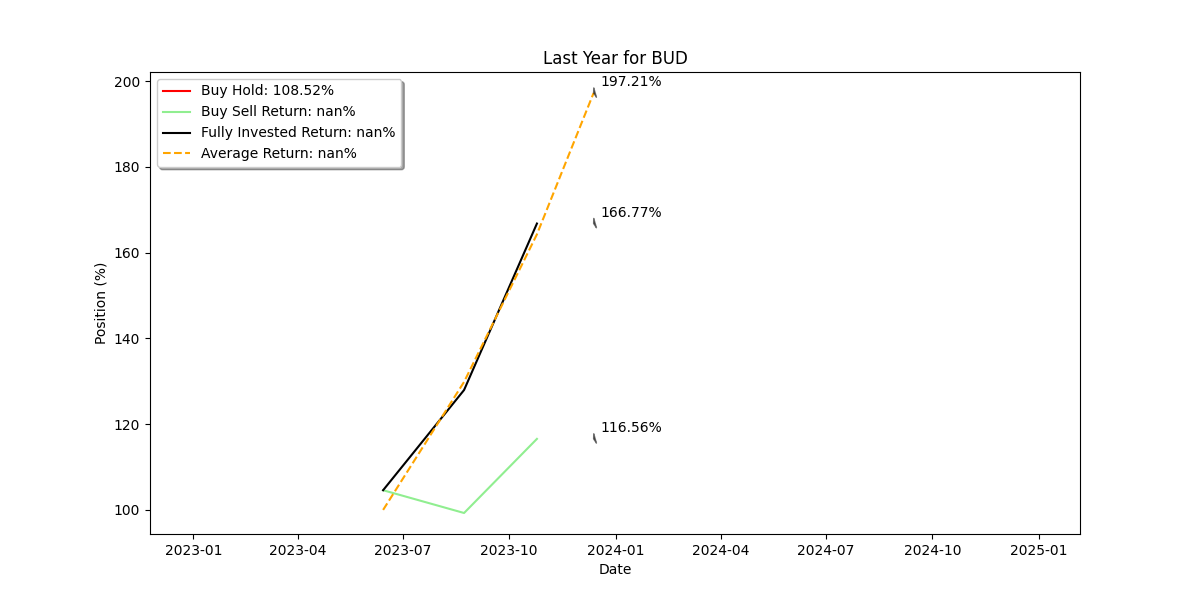 Last Year for BUD
Buy Hold: 108.52%
Buy Sell Return: nan%
Fully Invested Return: nan%
Average Return: nan%
197.21%
166.77%
116.56%
Position (%)
200
180
160
140
120
100
2023-01 2023-04 2023-07 2023-10 2024-01 2024-04 2024-07 2024-10 2025-01
Date